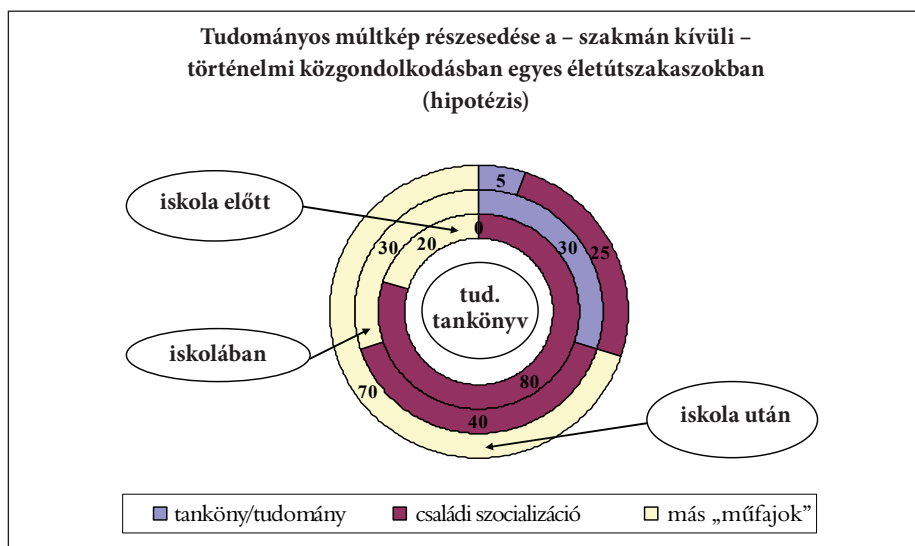 Tudományos múltkép részesedése a – szakmán kívüli –
történelmi közgondolkodásban egyes életútszakaszokban
(hipotézis)
5
iskola előtt
0
20
30
30
25
tud.
tankönyv
iskolában
80
70
40
iskola után
tanköny/tudomány
családi szocializáció
más „műfajok”